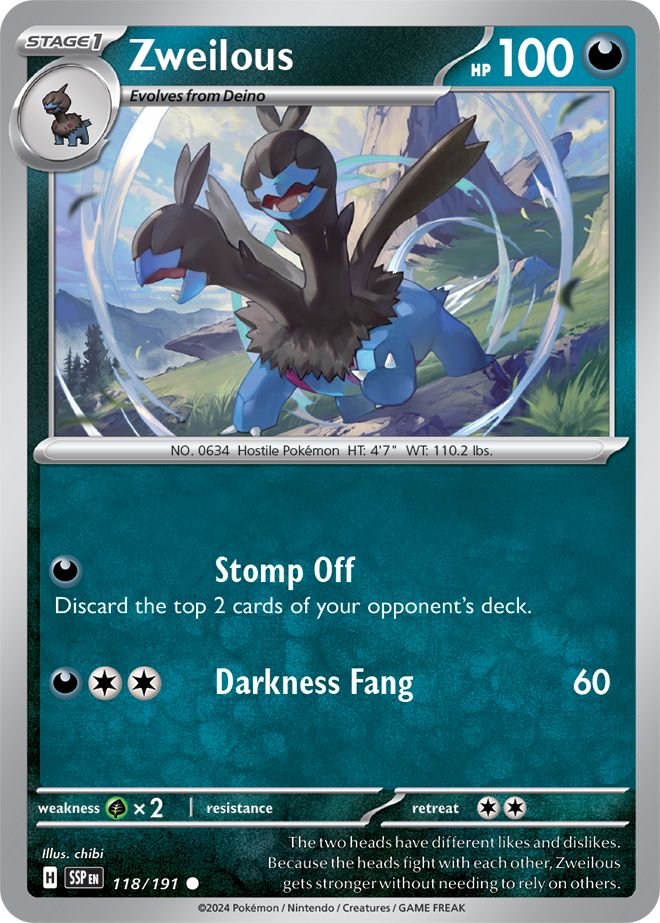 STAGE 1
Zweilous
HP 100
Evolves from Deino
NO. 0634 Hostile Pokémon HT: 4'7" WT: 110.2 lbs.
Stomp Off
Discard the top 2 cards of your opponent's deck.
Darkness Fang 60
weakness ×2 resistance retreat
Illus. chibi
The two heads have different likes and dislikes.
Because the heads fight with each other, Zweilous
gets stronger without needing to rely on others.
H SSP EN 118/191
©2024 Pokémon / Nintendo / Creatures / GAME FREAK